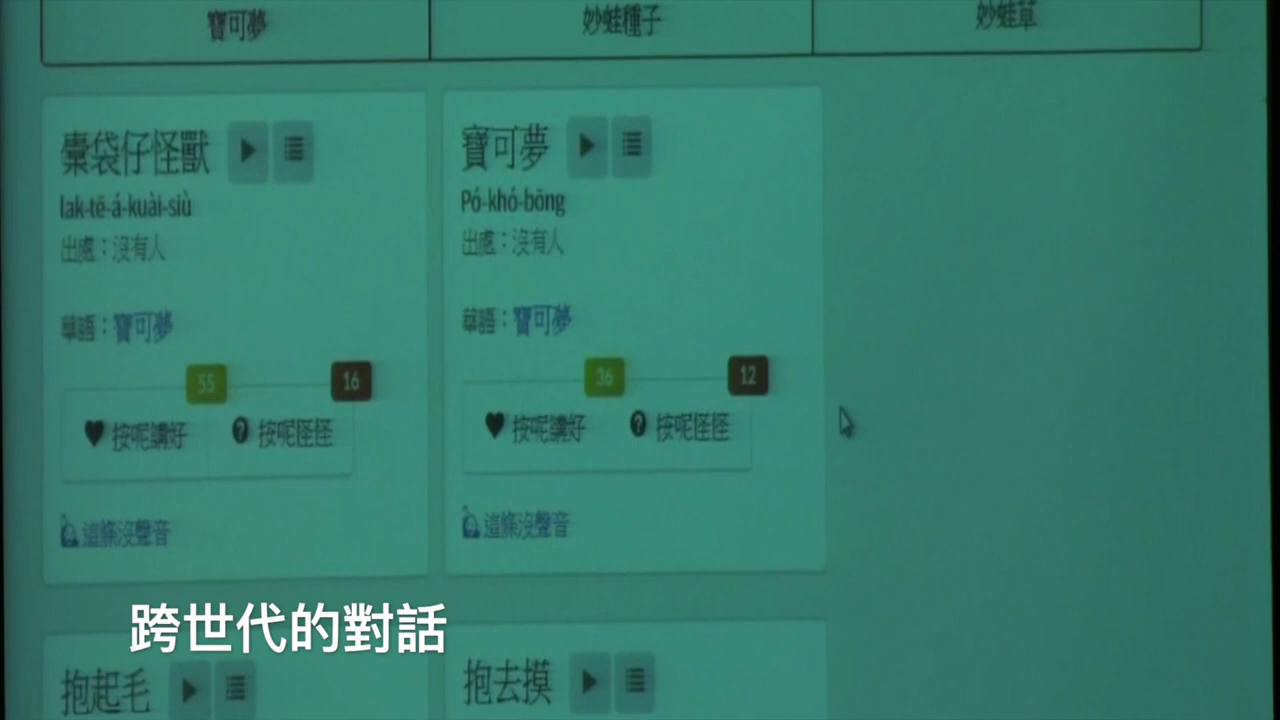 寶可夢
妙蛙種子
妙蛙草
橐袋仔怪獸
lak-tē-á-kuài-siù
出處：沒有人
華語：寶可夢
55
16
按呢講好
按呢怪怪
這條沒聲音
寶可夢
Pó-khó-bōng
出處：沒有人
華語：寶可夢
36
12
按呢講好
按呢怪怪
這條沒聲音
跨世代的對話
抱起毛
抱去摸